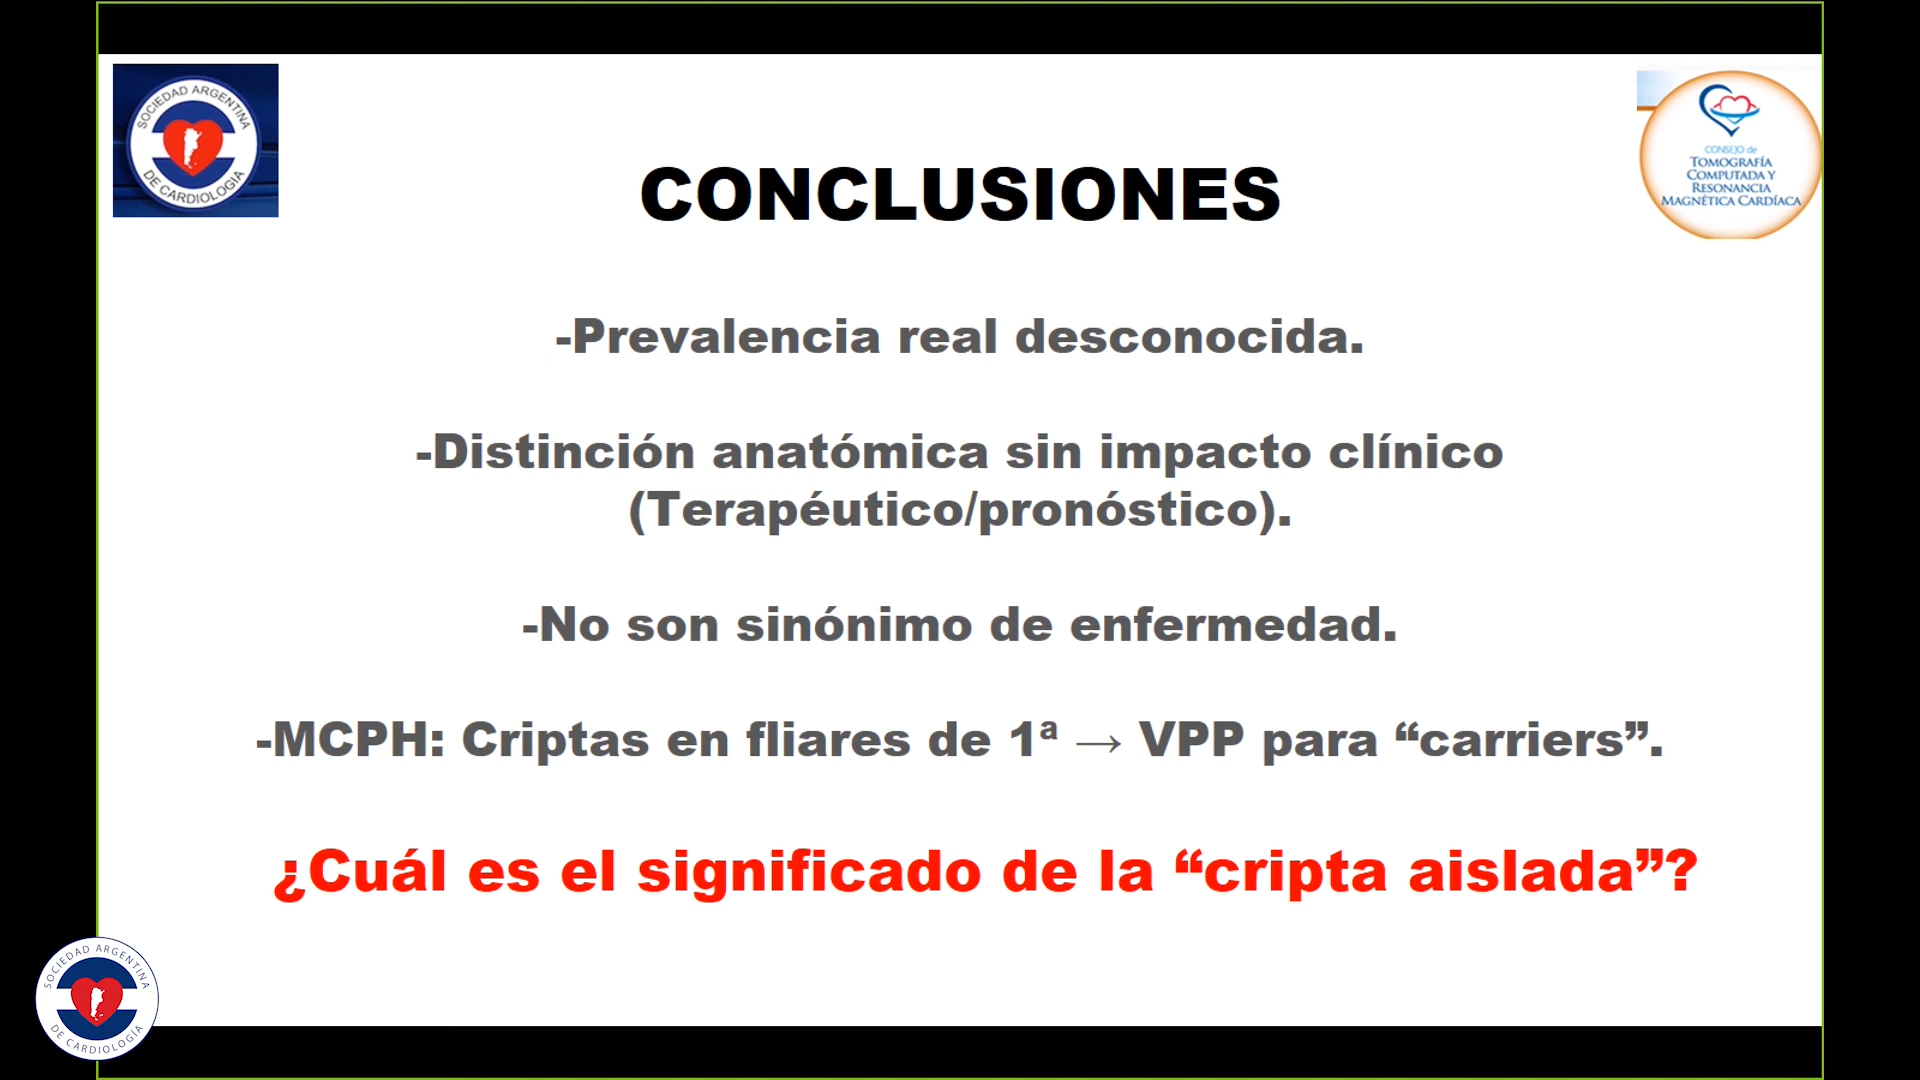 SOCIEDAD ARGENTINA
DE CARDIOLOGIA
CONSEJO de
TOMOGRAFÍA
COMPUTADA Y
RESONANCIA
MAGNÉTICA CARDÍACA
CONCLUSIONES
-Prevalencia real desconocida.
-Distinción anatómica sin impacto clínico
(Terapéutico/pronóstico).
-No son sinónimo de enfermedad.
-MCPH: Criptas en fliares de 1ª → VPP para “carriers”.
¿Cuál es el significado de la “cripta aislada”?
SOCIEDAD ARGENTINA
DE CARDIOLOGÍA